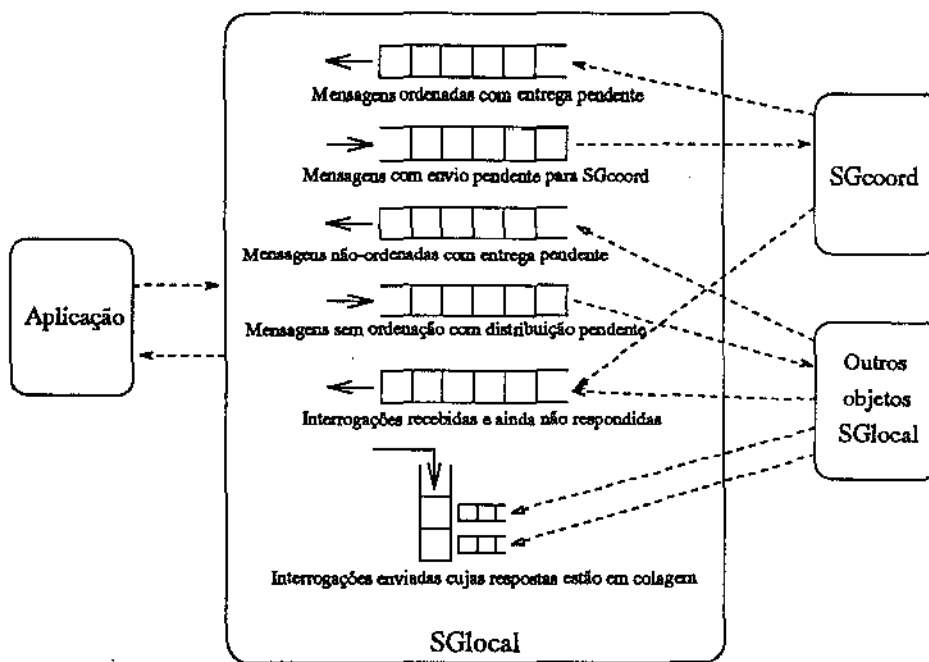 Mensagens ordenadas com entrega pendente
Mensagens com envio pendente para SGcoord
SGcoord
Mensagens não-ordenadas com entrega pendente
Aplicação
Mensagens sem ordenação com distribuição pendente
Outros
objetos
SGlocal
Interrogações recebidas e ainda não respondidas
Interrogações enviadas cujas respostas estão em colagem
SGlocal